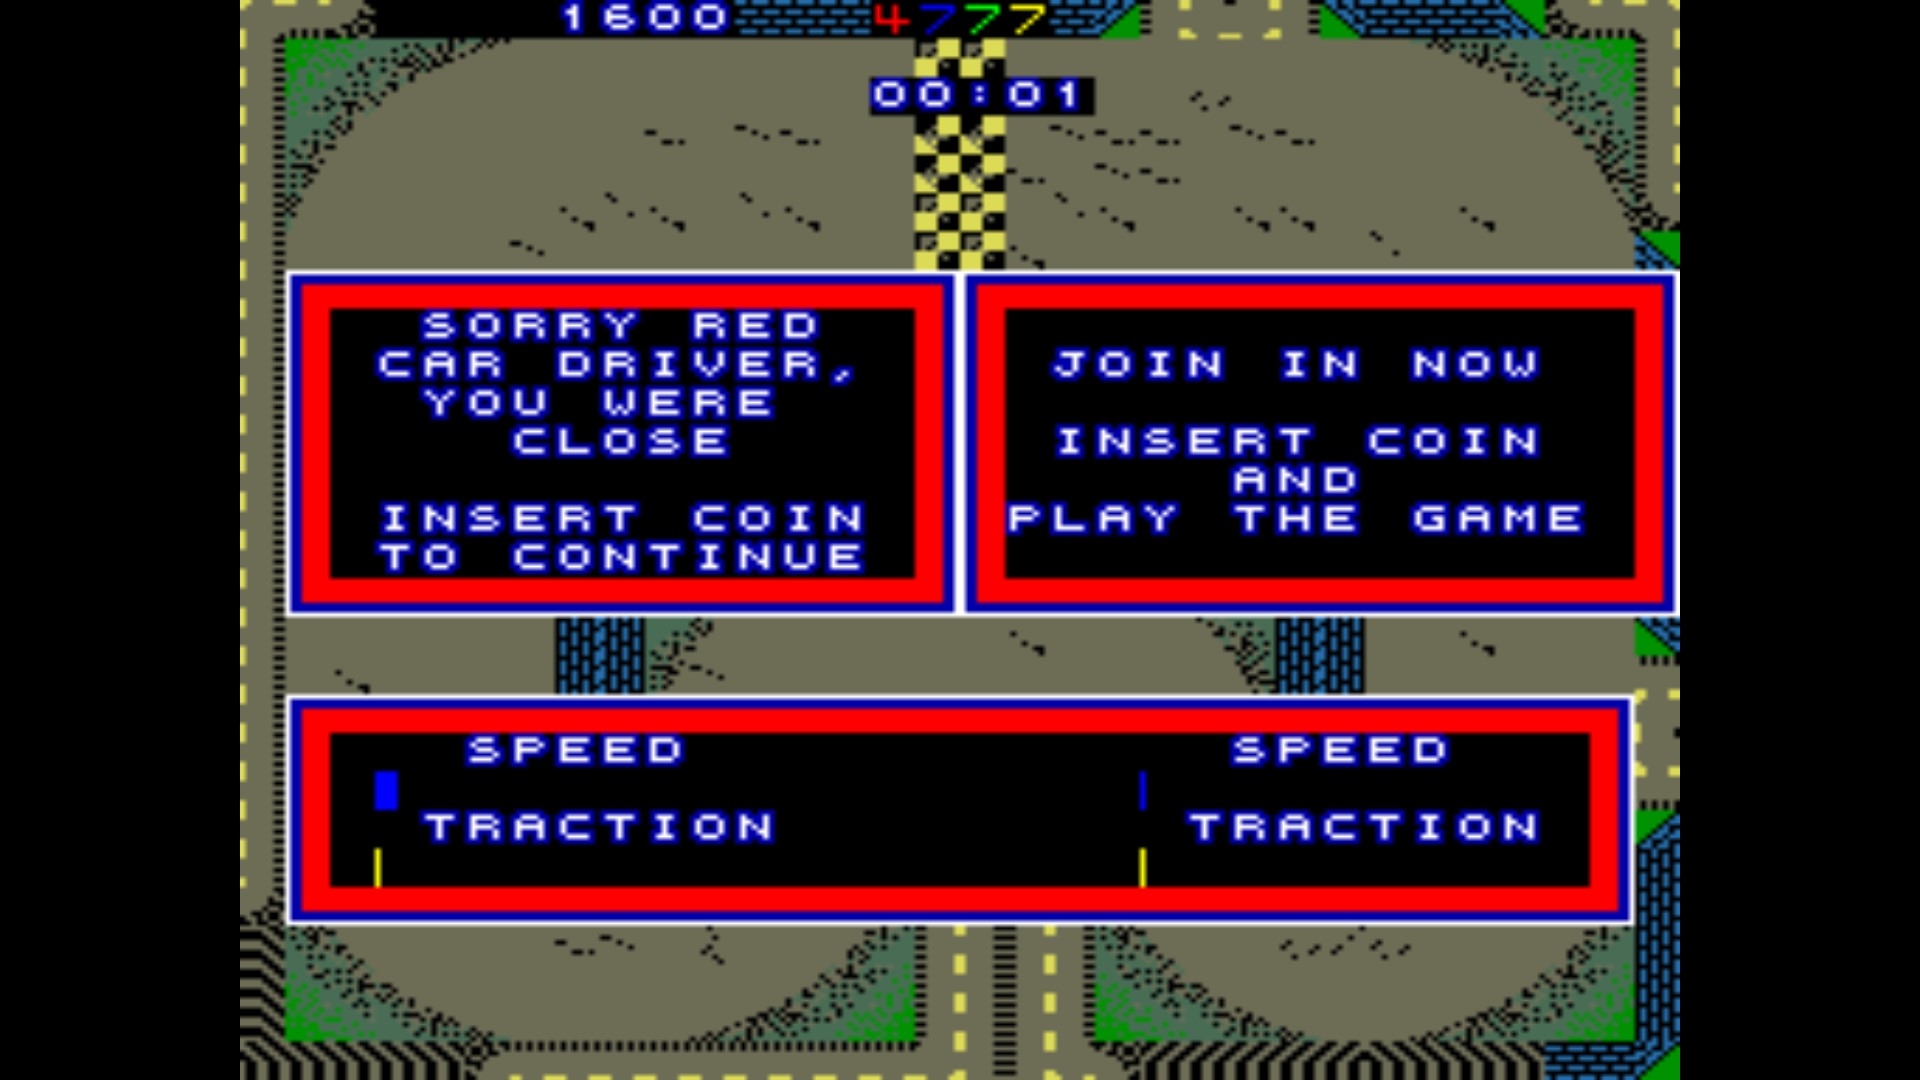 1600 4777
00:01
SORRY RED
CAR DRIVER,
YOU WERE
CLOSE
INSERT COIN
TO CONTINUE
JOIN IN NOW
INSERT COIN
AND
PLAY THE GAME
SPEED SPEED
TRACTION TRACTION